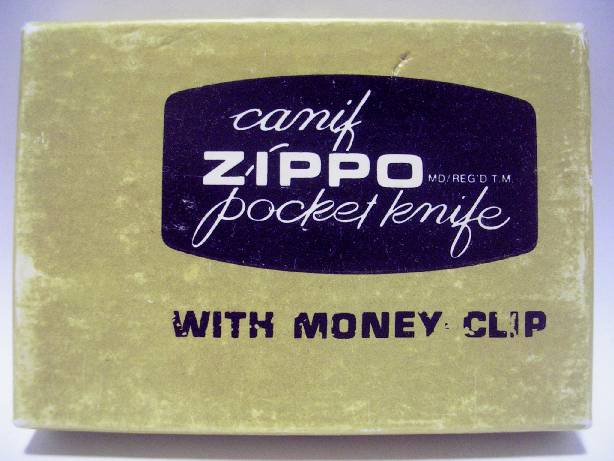 canif
ZIPPO MD/REG'D T.M.
pocket knife
WITH MONEY CLIP